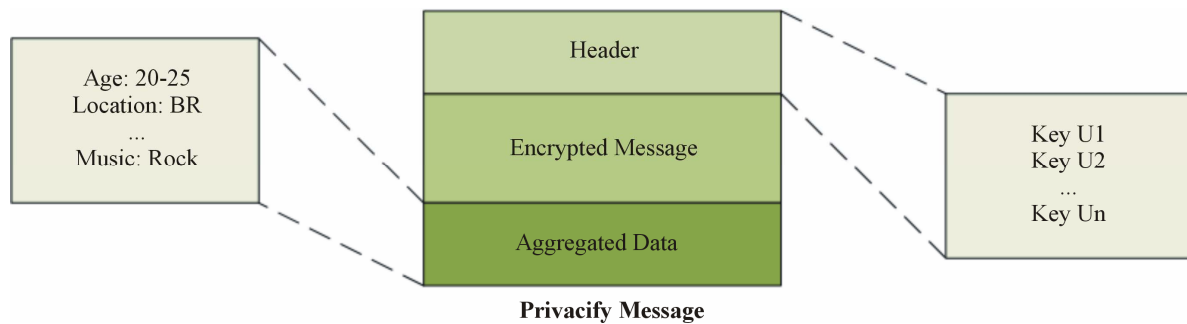 Age: 20-25
Location: BR
...
Music: Rock
Header
Encrypted Message
Aggregated Data
Key U1
Key U2
...
Key Un
Privacify Message